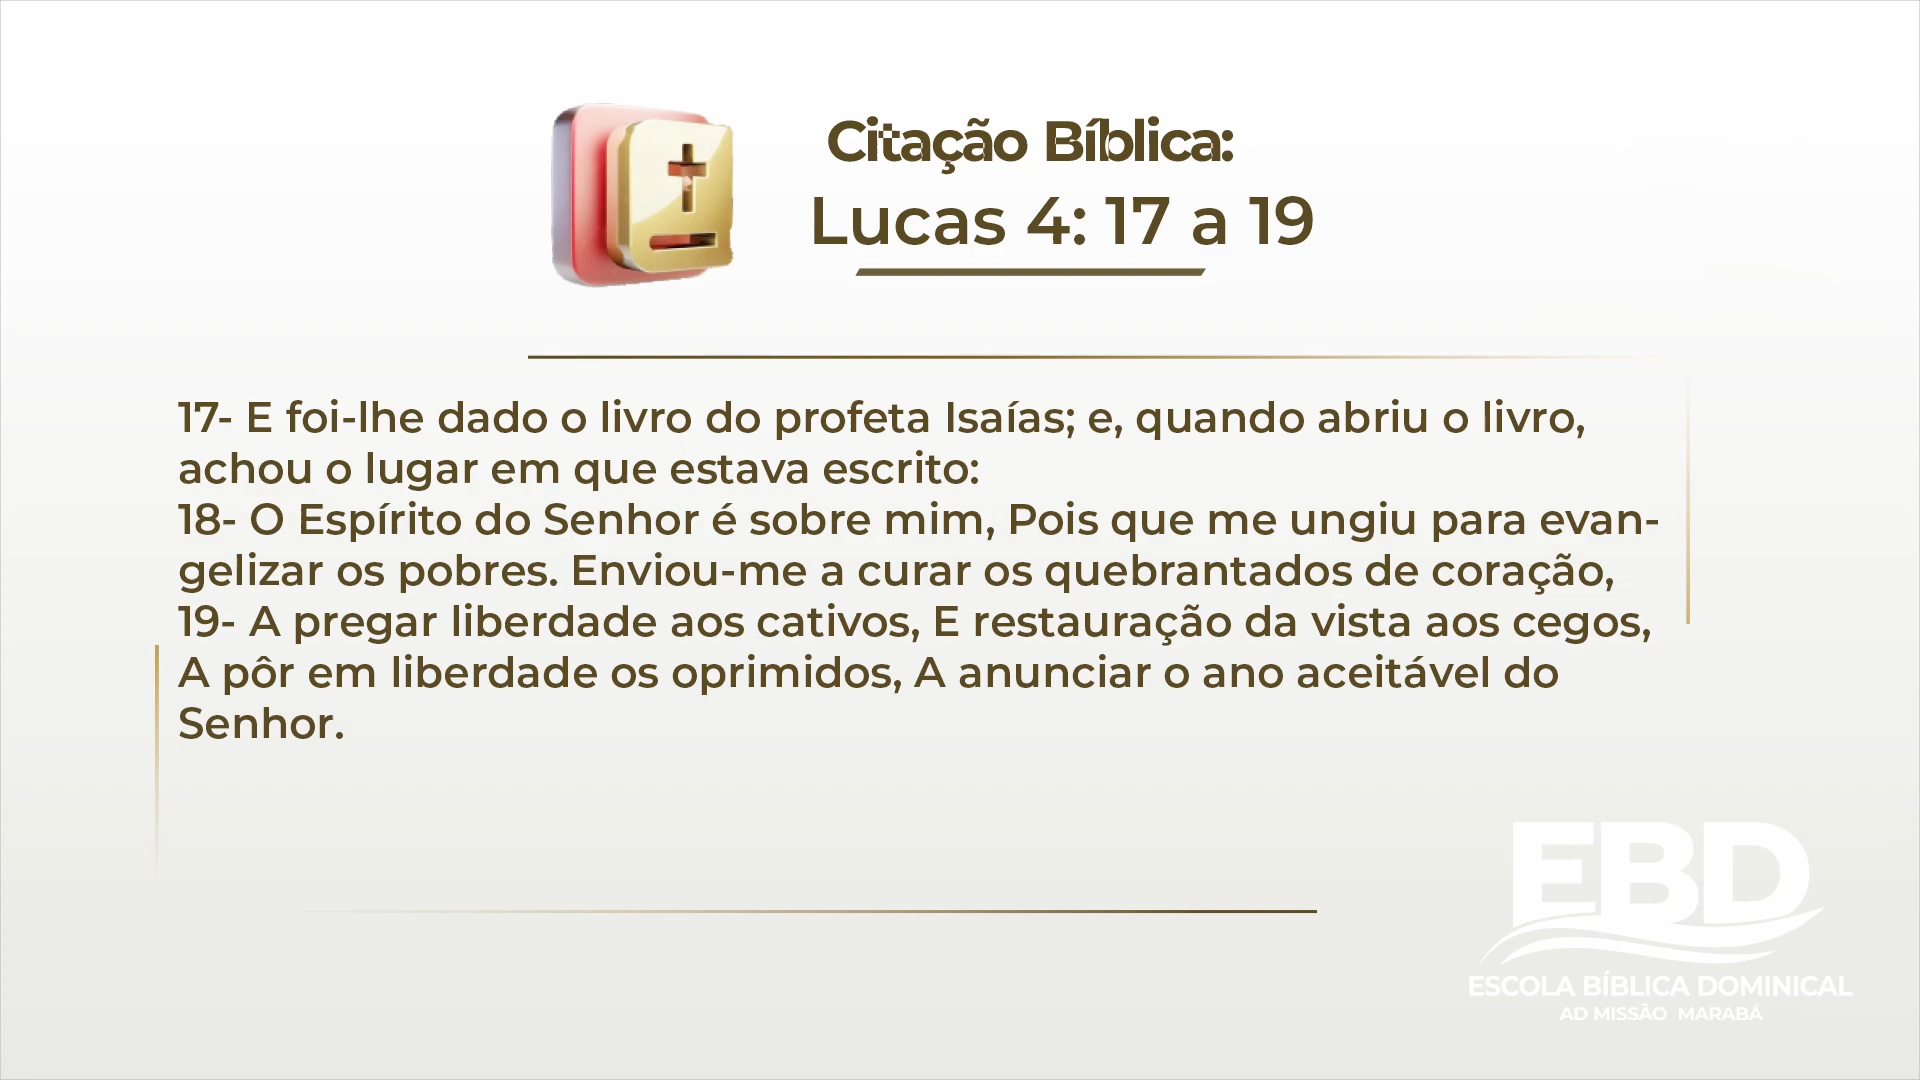 Citação Bíblica:
Lucas 4: 17 a 19
17- E foi-lhe dado o livro do profeta Isaías; e, quando abriu o livro,
achou o lugar em que estava escrito:
18- O Espírito do Senhor é sobre mim, Pois que me ungiu para evan-
gelizar os pobres. Enviou-me a curar os quebrantados de coração,
19- A pregar liberdade aos cativos, E restauração da vista aos cegos,
A pôr em liberdade os oprimidos, A anunciar o ano aceitável do
Senhor.
EBD
ESCOLA BÍBLICA DOMINICAL
AD MISSÃO MARABÁ